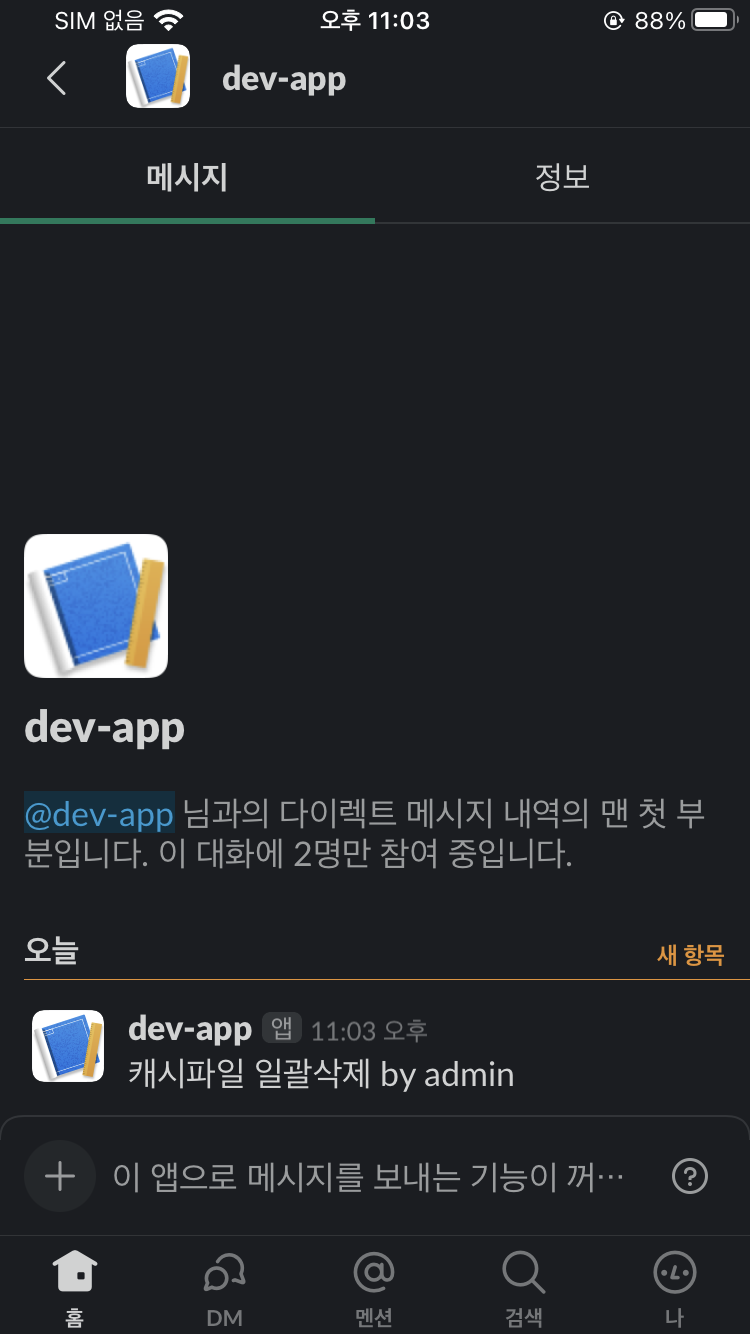 SIM 없음 오후 11:03 88%
dev-app
메시지 정보
dev-app
@dev-app 님과의 다이렉트 메시지 내역의 맨 첫 부
분입니다. 이 대화에 2명만 참여 중입니다.
오늘 새 항목
dev-app 앱 11:03 오후
캐시파일 일괄삭제 by admin
이 앱으로 메시지를 보내는 기능이 꺼…
홈 DM 멘션 검색 나